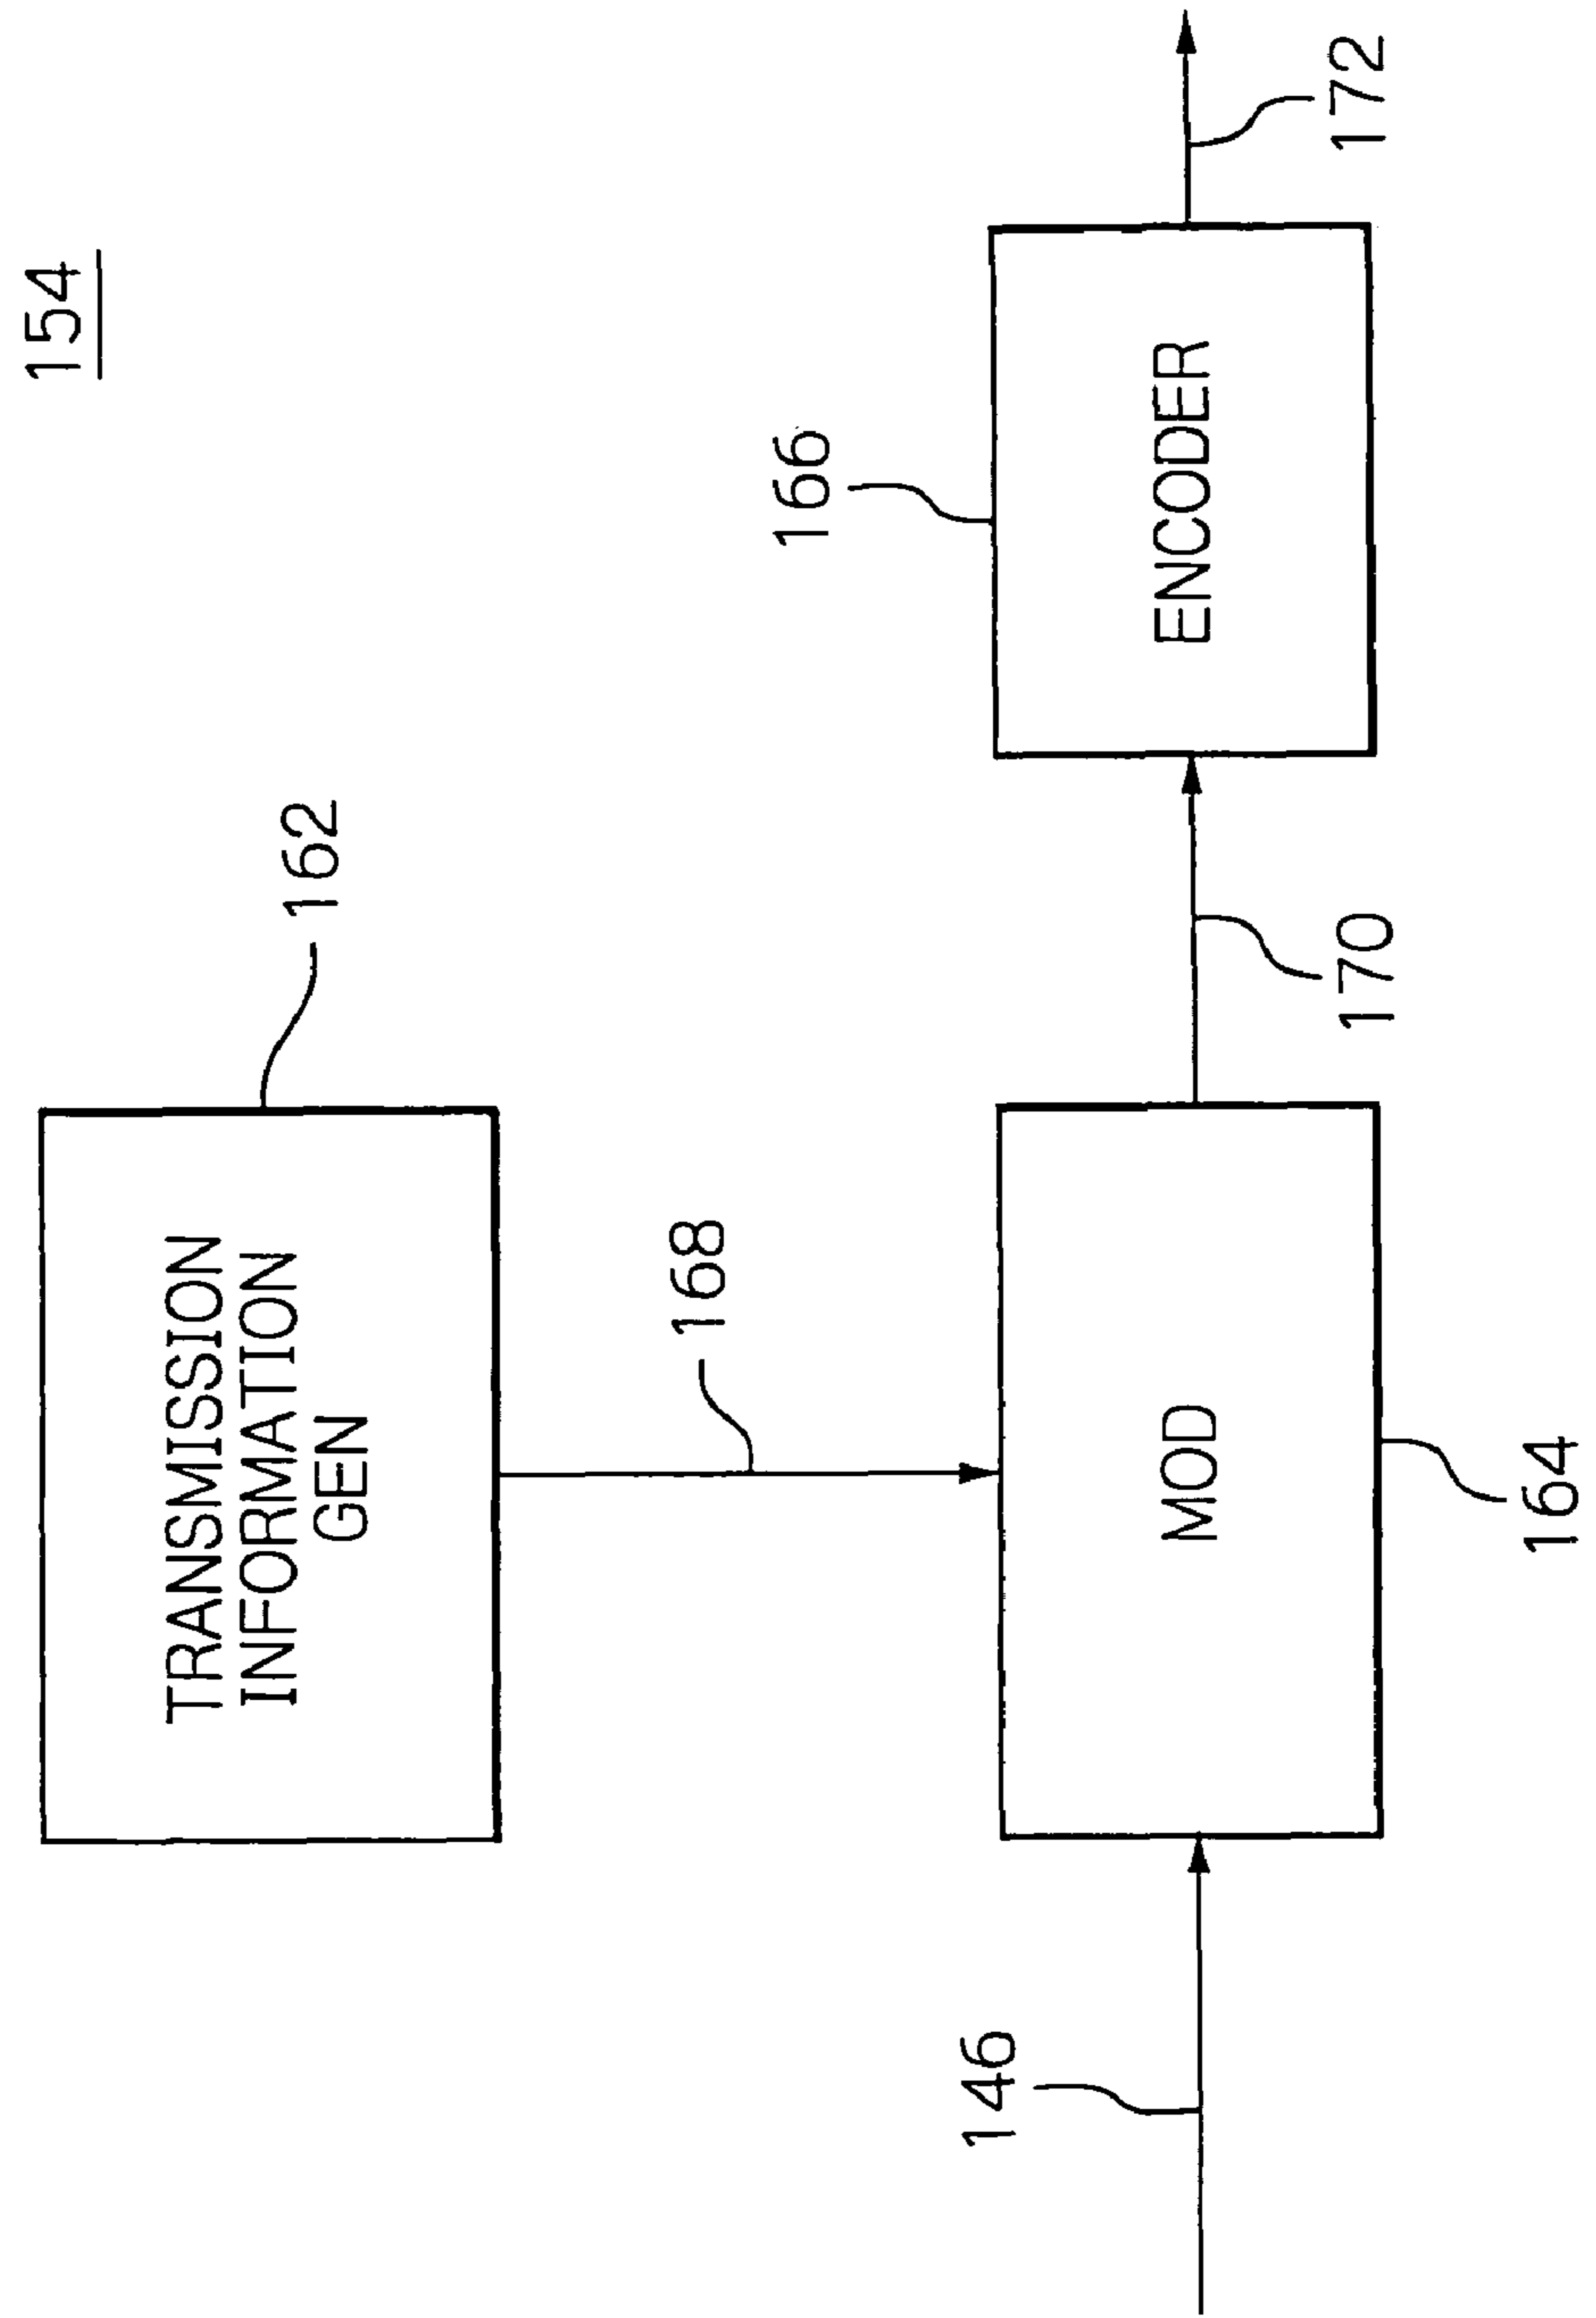 154
TRANSMISSION
INFORMATION
GEN
162
168
166
146
MOD
164
170
ENCODER
172